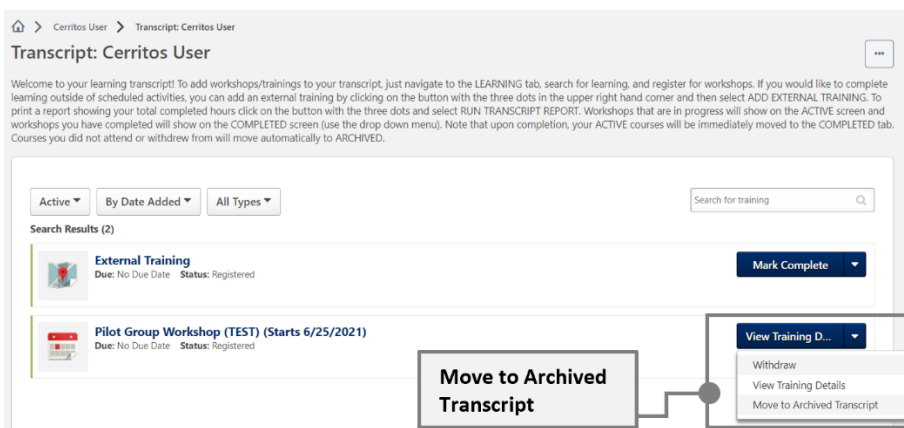 Cerritos User > Transcript: Cerritos User
Transcript: Cerritos User
Welcome to your learning transcript! To add workshops/trainings to your transcript, just navigate to the LEARNING tab, search for learning, and register for workshops. If you would like to complete
learning outside of scheduled activities, you can add an external training by clicking on the button with the three dots in the upper right hand corner and then select ADD EXTERNAL TRAINING. To
print a report showing your total completed hours click on the button with the three dots and select RUN TRANSCRIPT REPORT. Workshops that are in progress will show on the ACTIVE screen and
workshops you have completed will show on the COMPLETED screen (use the drop down menu). Note that upon completion, your ACTIVE courses will be immediately moved to the COMPLETED tab.
Courses you did not attend or withdrew from will move automatically to ARCHIVED.
Active By Date Added All Types Search for training
Search Results (2)
External Training
Due: No Due Date Status: Registered
Mark Complete
Pilot Group Workshop (TEST) (Starts 6/25/2021)
Due: No Due Date Status: Registered
View Training D...
Withdraw
View Training Details
Move to Archived Transcript
Move to Archived
Transcript